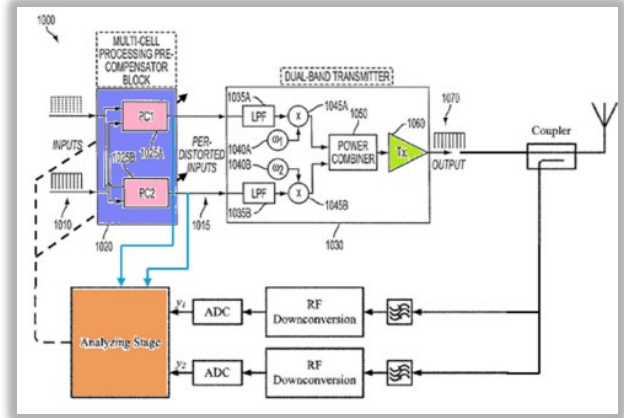 1000
MULTI-CELL
PROCESSING PRE-
COMPENSATOR
BLOCK
DUAL-BAND TRANSMITTER
PC1
1025A
1025B
PC2
INPUTS
1010
1020
PER-
DISTORTED
INPUTS
1015
1035A
LPF
1045A
X
ω1
1040A
1040B
ω2
LPF
X
1035B
1045B
1050
POWER
COMBINER
1060
Tx
1030
1070
OUTPUT
Coupler
Analyzing Stage
y1
ADC
RF
Downconversion
y2
ADC
RF
Downconversion